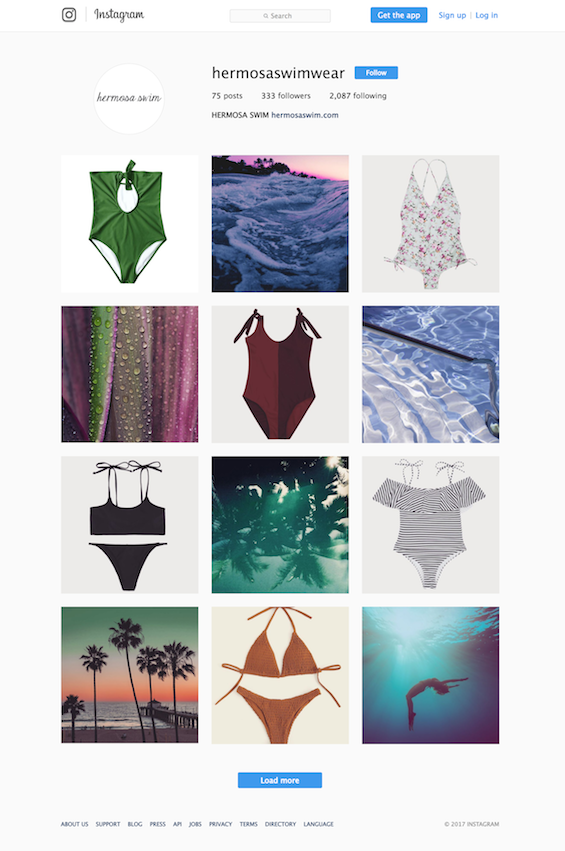 Instagram
Search
Get the app
Sign up | Log in
hermosa swim
hermosaswimwear
Follow
75 posts 333 followers 2,087 following
HERMOSA SWIM hermosaswim.com
Load more
ABOUT US SUPPORT BLOG PRESS API JOBS PRIVACY TERMS DIRECTORY LANGUAGE
© 2017 INSTAGRAM